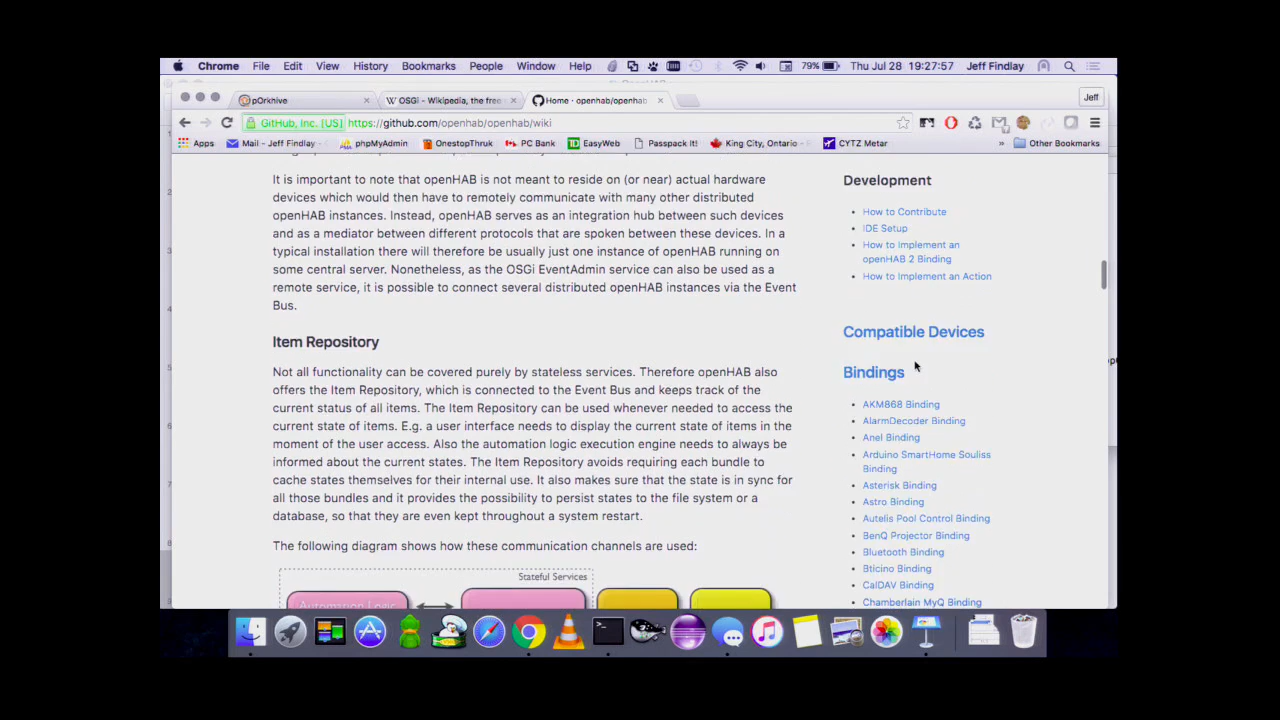 Chrome File Edit View History Bookmarks People Window Help 79% Thu Jul 28 19:27:57 Jeff Findlay
pOrkhive
OSGi - Wikipedia, the free
Home · openhab/openhab
Jeff
GitHub, Inc. [US] https://github.com/openhab/openhab/wiki
Apps Mail - Jeff Findlay - phpMyAdmin OnestopThruk PC Bank EasyWeb Passpack It! King City, Ontario - CYTZ Metar » Other Bookmarks
It is important to note that openHAB is not meant to reside on (or near) actual hardware
devices which would then have to remotely communicate with many other distributed
openHAB instances. Instead, openHAB serves as an integration hub between such devices
and as a mediator between different protocols that are spoken between these devices. In a
typical installation there will therefore be usually just one instance of openHAB running on
some central server. Nonetheless, as the OSGi EventAdmin service can also be used as a
remote service, it is possible to connect several distributed openHAB instances via the Event
Bus.
Item Repository
Not all functionality can be covered purely by stateless services. Therefore openHAB also
offers the Item Repository, which is connected to the Event Bus and keeps track of the
current status of all items. The Item Repository can be used whenever needed to access the
current state of items. E.g. a user interface needs to display the current state of items in the
moment of the user access. Also the automation logic execution engine needs to always be
informed about the current states. The Item Repository avoids requiring each bundle to
cache states themselves for their internal use. It also makes sure that the state is in sync for
all those bundles and it provides the possibility to persist states to the file system or a
database, so that they are even kept throughout a system restart.
The following diagram shows how these communication channels are used:
Stateful Services
Automation Logic
Development
How to Contribute
IDE Setup
How to Implement an
openHAB 2 Binding
How to Implement an Action
Compatible Devices
Bindings
AKM868 Binding
AlarmDecoder Binding
Anel Binding
Arduino SmartHome Souliss
Binding
Asterisk Binding
Astro Binding
Autelis Pool Control Binding
BenQ Projector Binding
Bluetooth Binding
Bticino Binding
CalDAV Binding
Chamberlain MyQ Binding